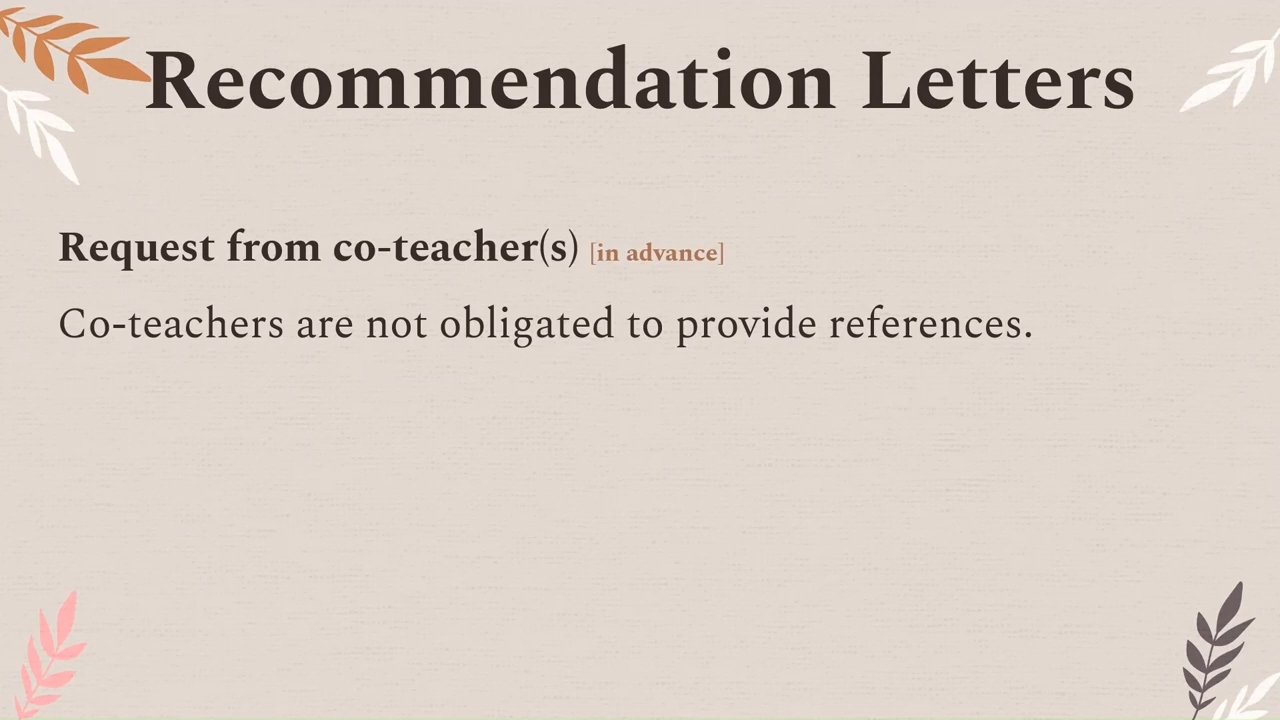 Recommendation Letters
Request from co-teacher(s) [in advance]
Co-teachers are not obligated to provide references.